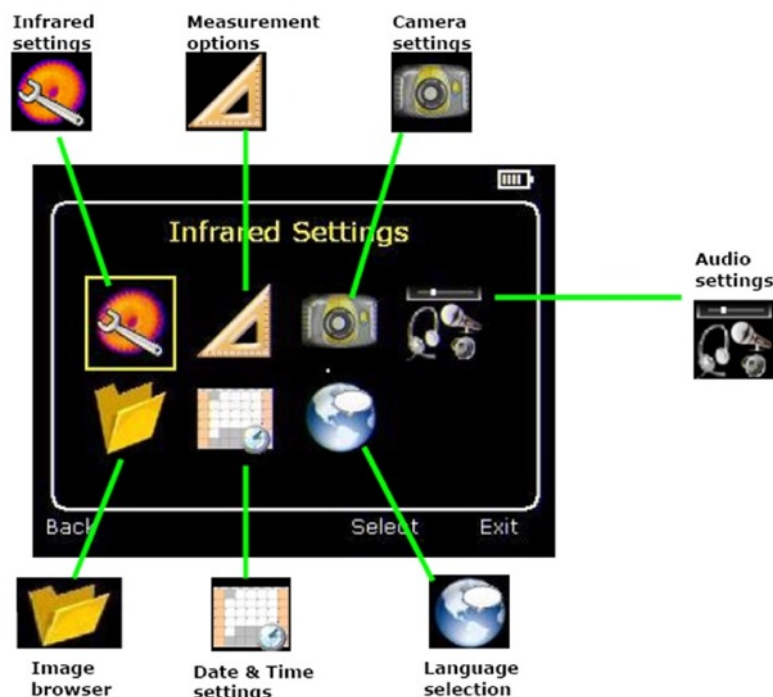 Infrared
settings
Measurement
options
Camera
settings
Infrared Settings
Audio
settings
Back
Select
Exit
Image
browser
Date & Time
settings
Language
selection